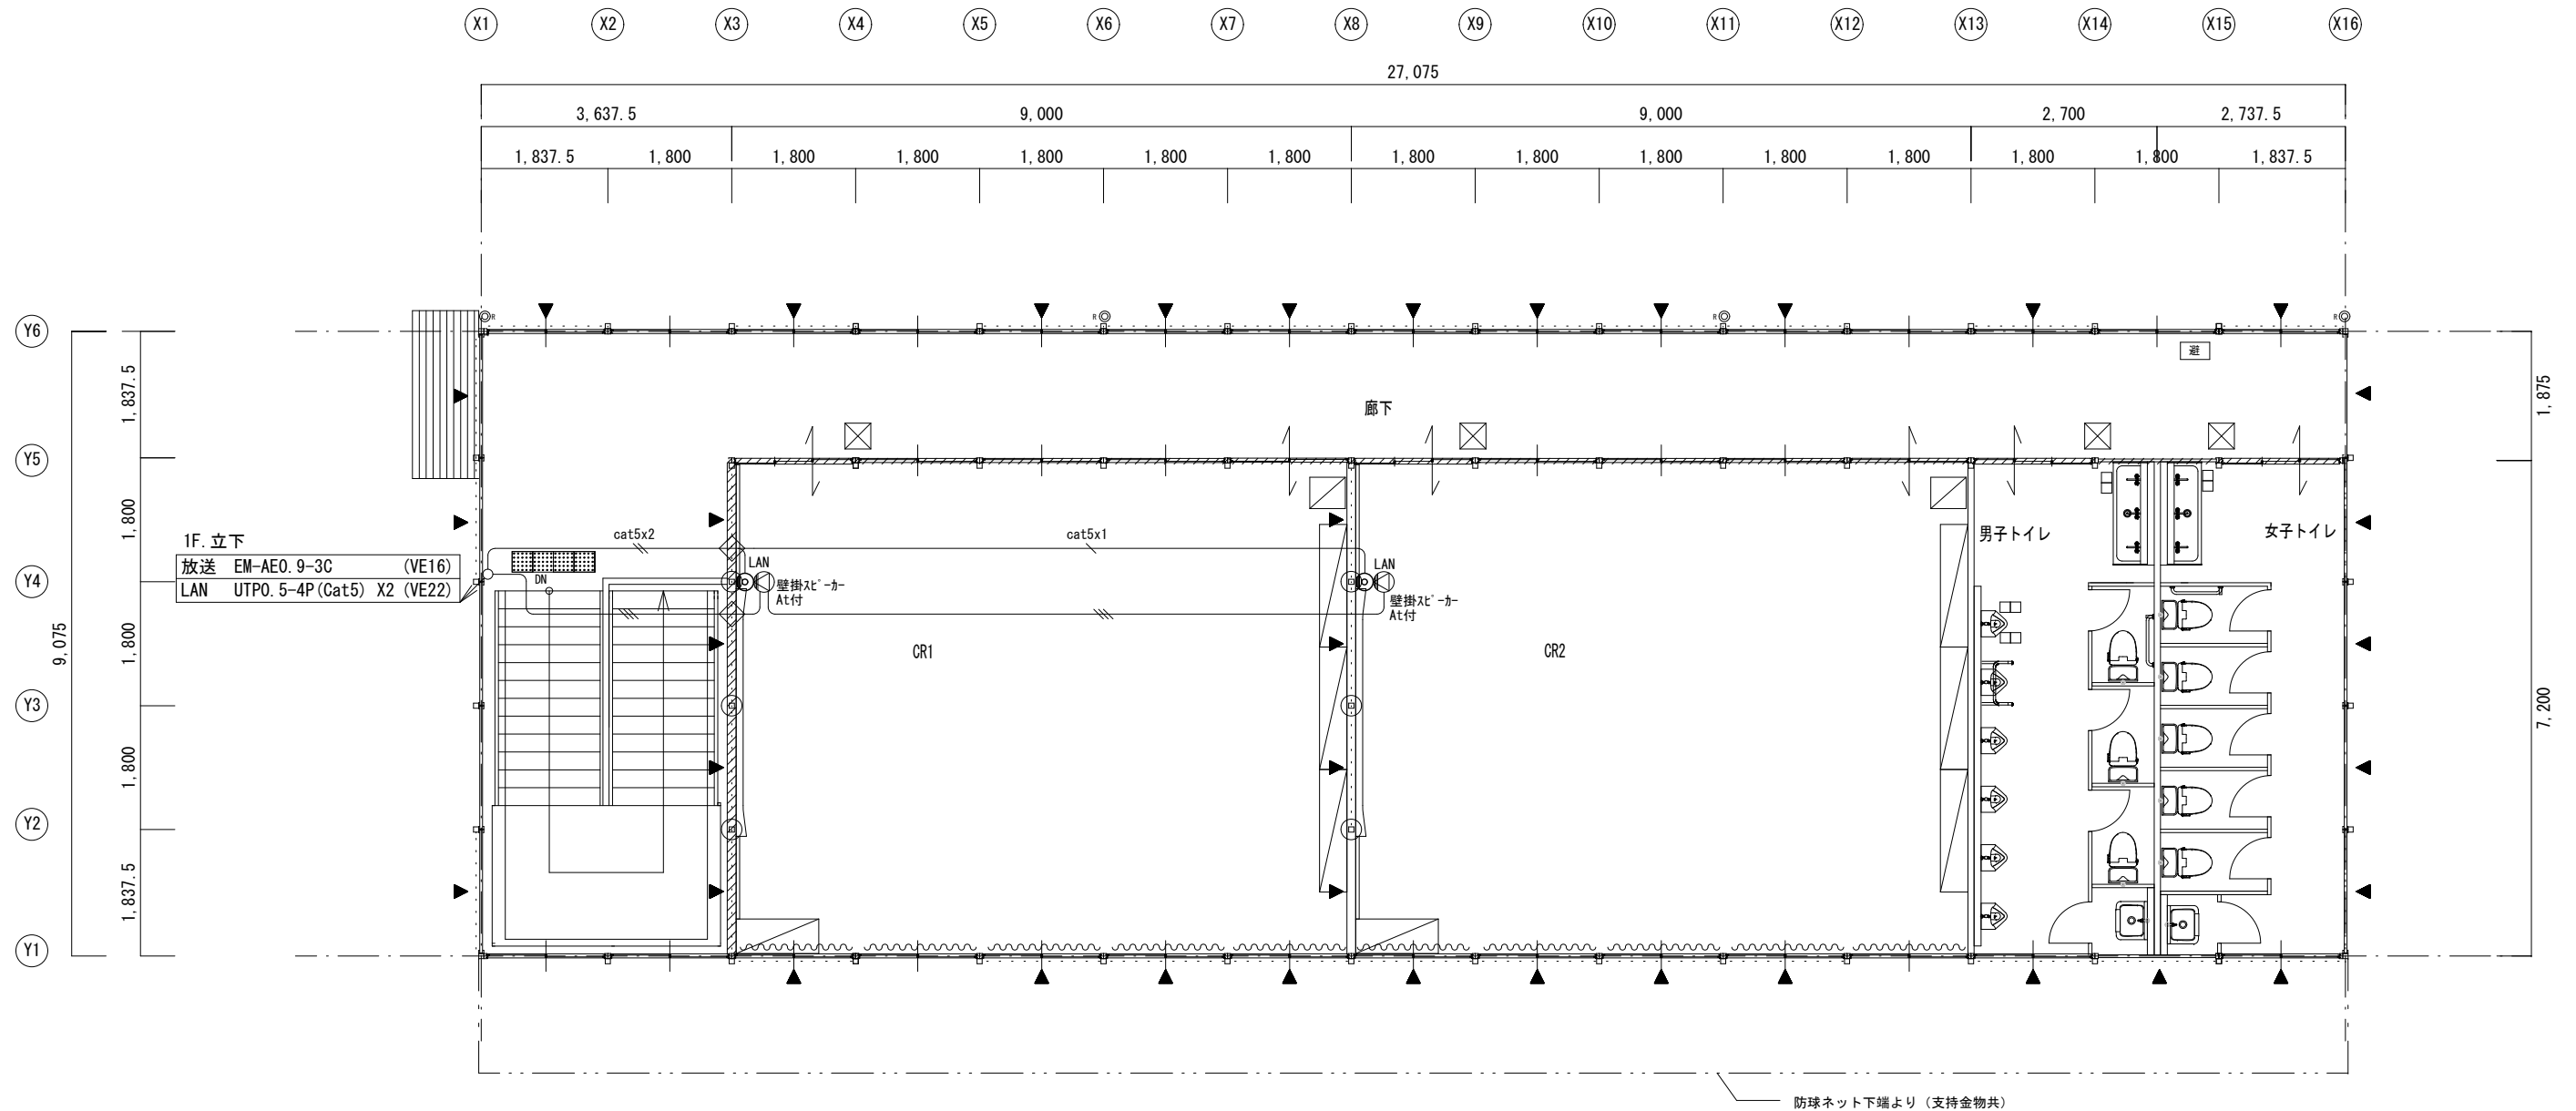 X1 X2 X3 X4 X5 X6 X7 X8 X9 X10 X11 X12 X13 X14 X15 X16
27,075
3,637.5 9,000 9,000 2,700 2,737.5
1,837.5 1,800 1,800 1,800 1,800 1,800 1,800 1,800 1,800 1,800 1,800 1,800 1,800 1,800 1,837.5
R R R R
Y6
避
1,837.5
1,875
廊下
Y5
1,800
cat5x2 cat5x1
男子トイレ 女子トイレ
1F.立下
放送 EM-AE0.9-3C (VE16)
LAN UTP0.5-4P(Cat5) X2 (VE22)
LAN LAN
Y4
DN
壁掛スピーカー
At付
壁掛スピーカー
At付
9,075
1,800
CR1 CR2
Y3
7,200
1,800
Y2
1,837.5
Y1
防球ネット下端より（支持金物共）